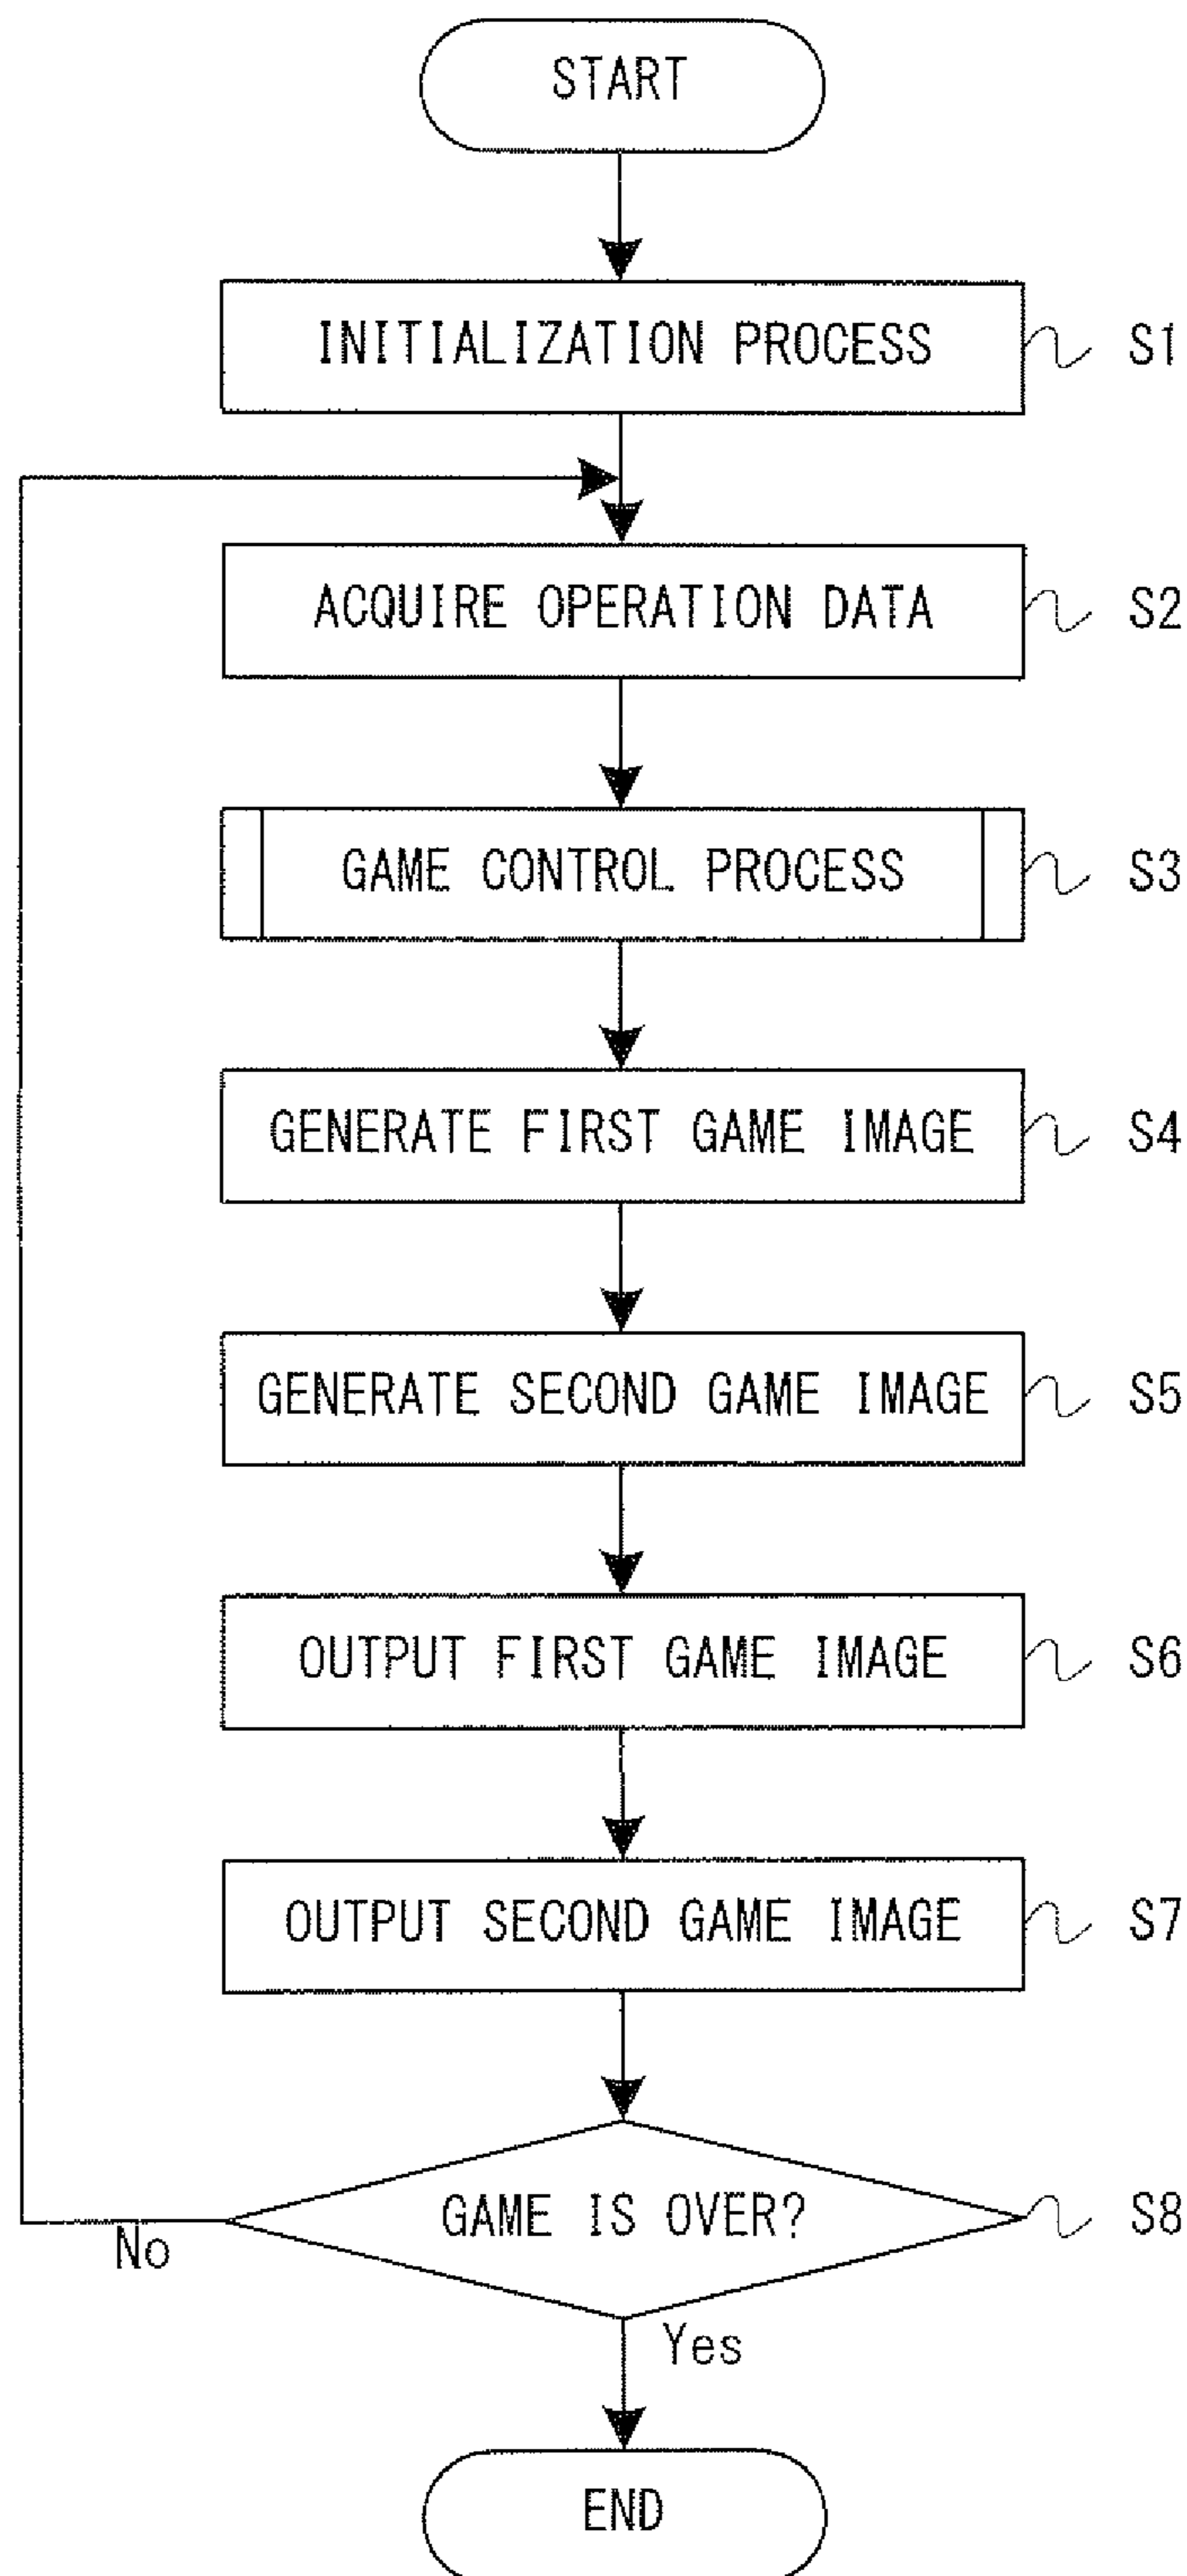 START
INITIALIZATION PROCESS S1
ACQUIRE OPERATION DATA S2
GAME CONTROL PROCESS S3
GENERATE FIRST GAME IMAGE S4
GENERATE SECOND GAME IMAGE S5
OUTPUT FIRST GAME IMAGE S6
OUTPUT SECOND GAME IMAGE S7
GAME IS OVER? S8
No
Yes
END